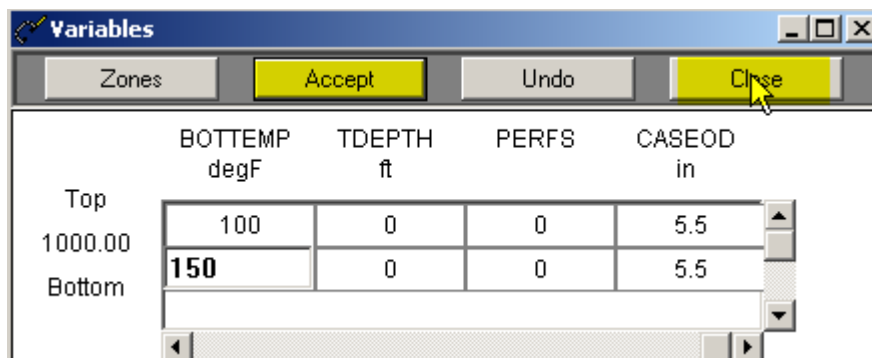 Variables
Zones Accept Undo Close
BOTTEMP TDEPTH PERFS CASEOD
degF ft in
Top
100 0 0 5.5
1000.00
150 0 0 5.5
Bottom